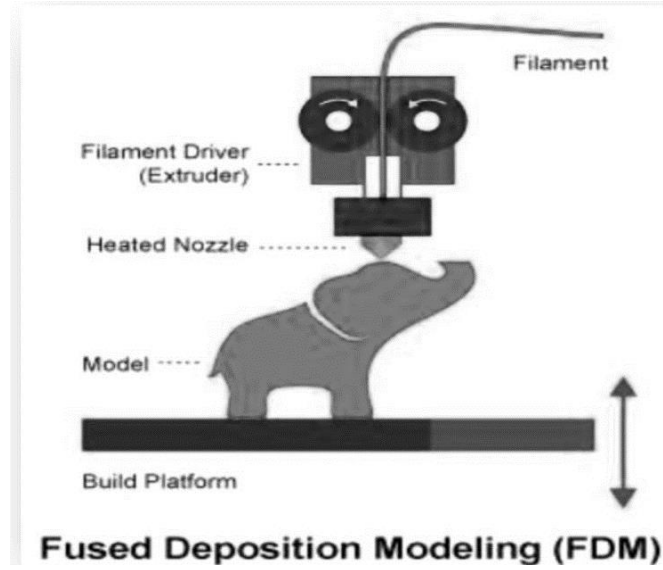 Filament
Filament Driver
(Extruder)
Heated Nozzle
Model
Build Platform
Fused Deposition Modeling (FDM)